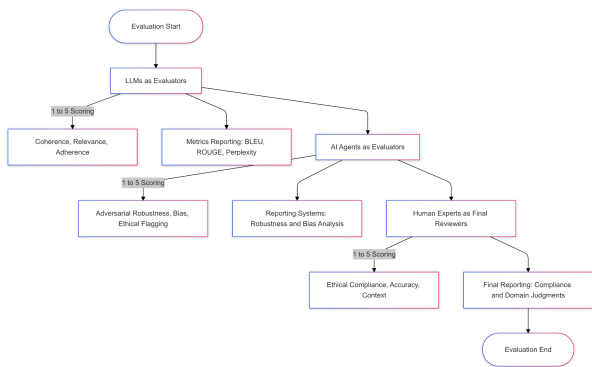 Evaluation Start
LLMs as Evaluators
1 to 5 Scoring
Coherence, Relevance,
Adherence
Metrics Reporting: BLEU,
ROUGE, Perplexity
AI Agents as Evaluators
1 to 5 Scoring
Adversarial Robustness, Bias,
Ethical Flagging
Reporting Systems:
Robustness and Bias Analysis
Human Experts as Final
Reviewers
1 to 5 Scoring
Ethical Compliance, Accuracy,
Context
Final Reporting: Compliance
and Domain Judgments
Evaluation End